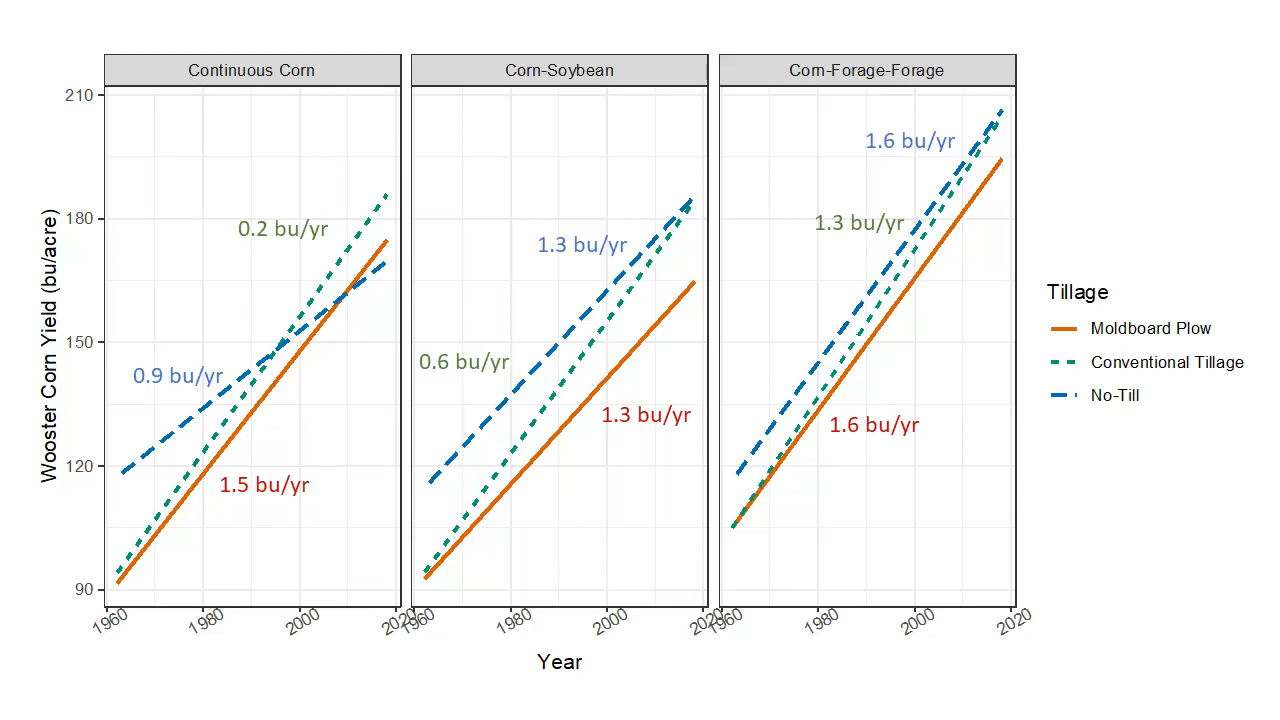 Continuous Corn
Corn-Soybean
Corn-Forage-Forage
210
180
150
120
90
Wooster Corn Yield (bu/acre)
0.2 bu/yr
0.9 bu/yr
1.5 bu/yr
1.3 bu/yr
0.6 bu/yr
1.3 bu/yr
1.6 bu/yr
1.3 bu/yr
1.6 bu/yr
1960
1980
2000
2020
1960
1980
2000
2020
1960
1980
2000
2020
Year
Tillage
Moldboard Plow
Conventional Tillage
No-Till